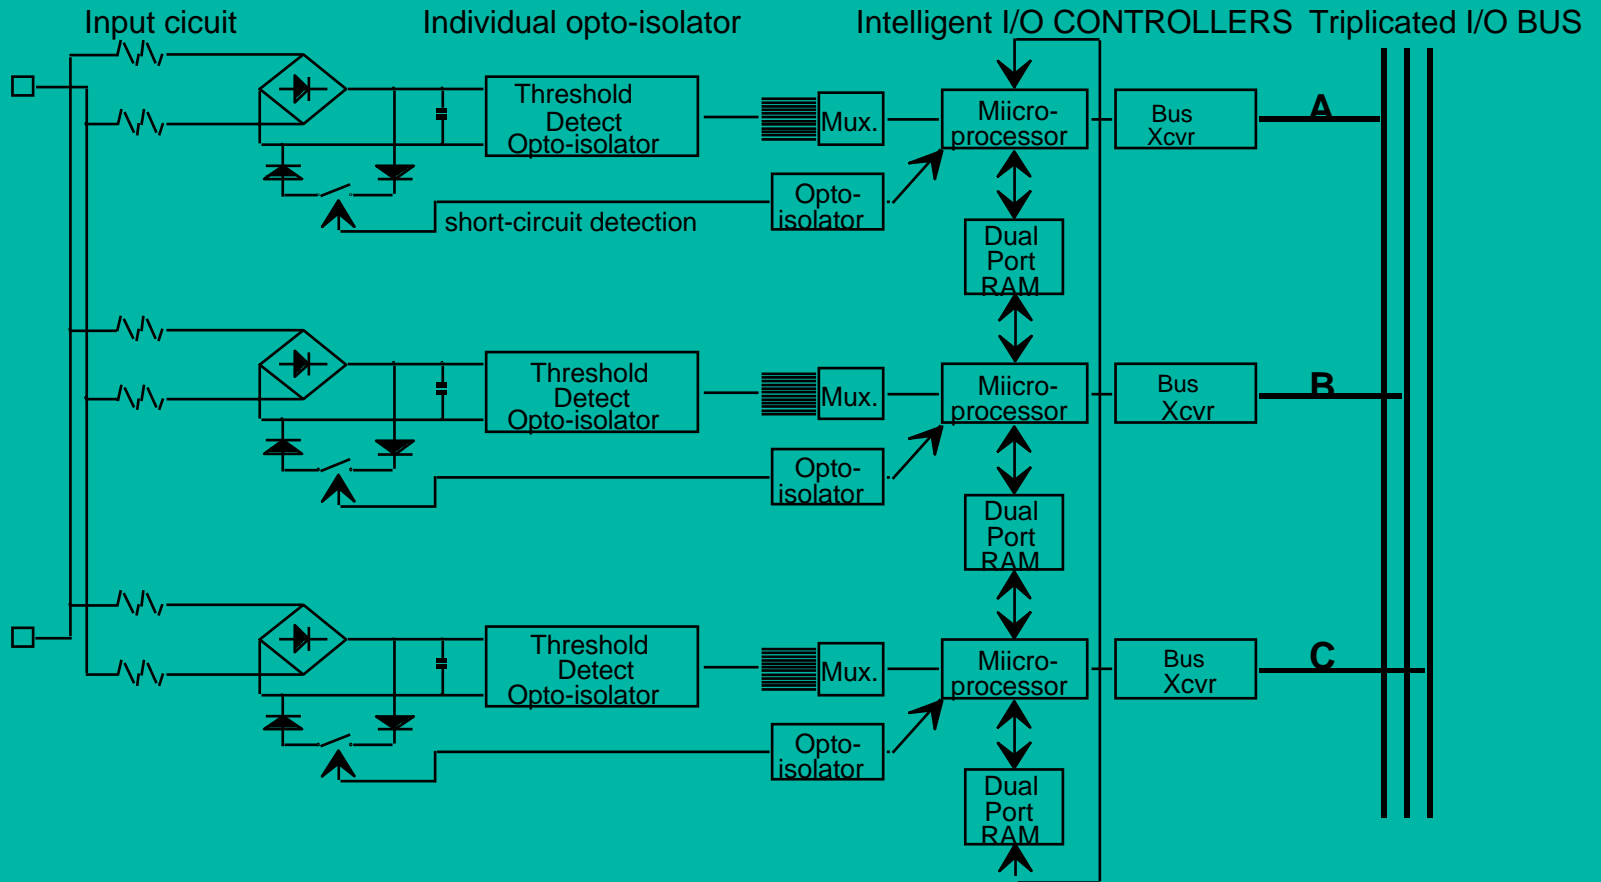 Input cicuit
Individual opto-isolator
Intelligent I/O CONTROLLERS
Triplicated I/O BUS
Threshold
Detect
Opto-isolator
Mux.
Miicro-
processor
Bus
Xcvr
A
Opto-
isolator
short-circuit detection
Dual
Port
RAM
Threshold
Detect
Opto-isolator
Mux.
Miicro-
processor
Bus
Xcvr
B
Opto-
isolator
Dual
Port
RAM
Threshold
Detect
Opto-isolator
Mux.
Miicro-
processor
Bus
Xcvr
C
Opto-
isolator
Dual
Port
RAM